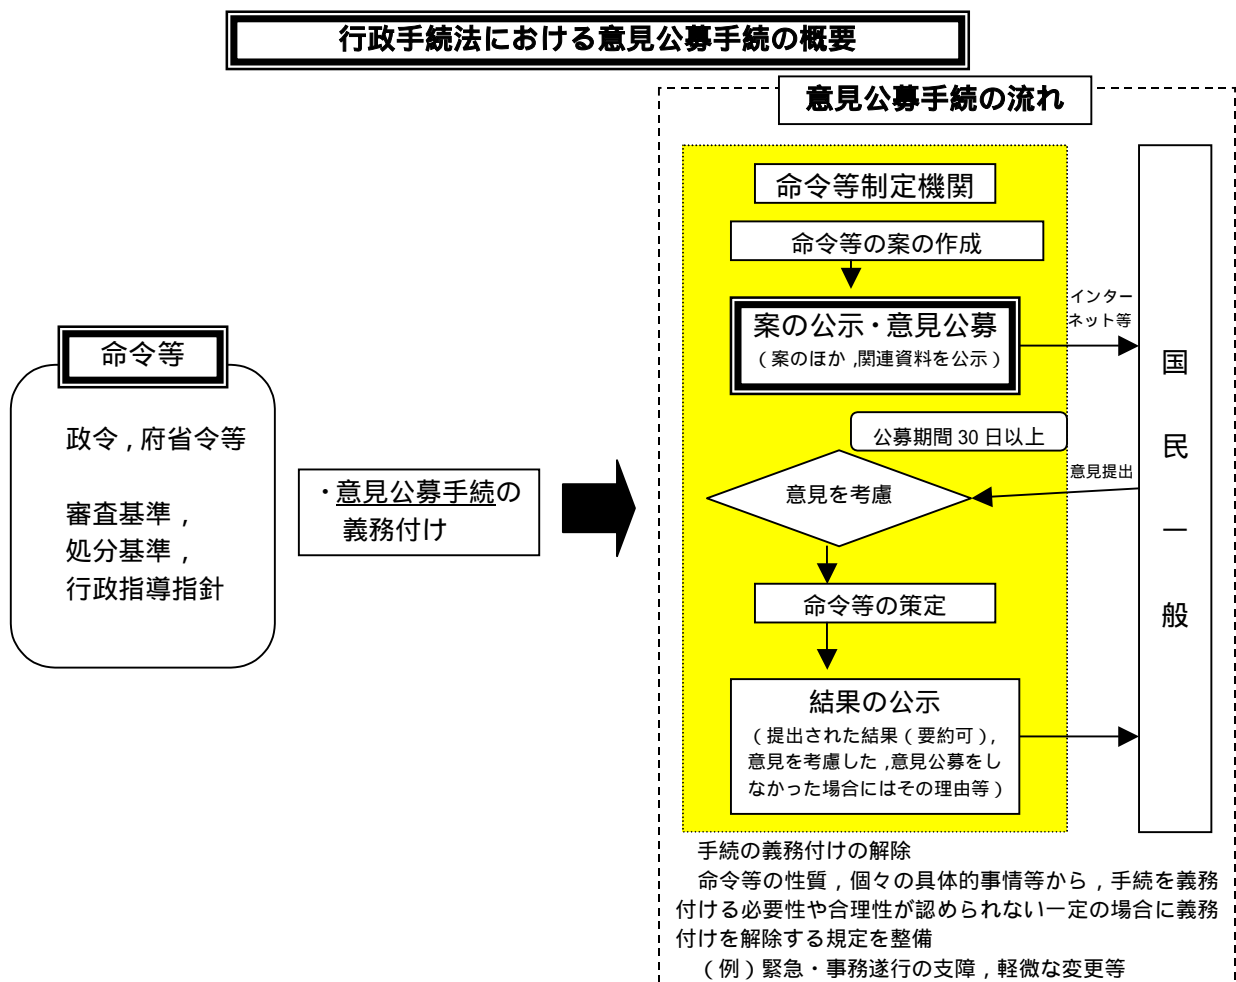 行政手続法における意見公募手続の概要
意見公募手続の流れ
命令等
政令，府省令等
審査基準，
処分基準，
行政指導指針
・意見公募手続の
義務付け
命令等制定機関
命令等の案の作成
案の公示・意見公募
（案のほか，関連資料を公示）
インター
ネット等
公募期間 30 日以上
意見を考慮
意見提出
命令等の策定
結果の公示
（提出された結果（要約可），
意見を考慮した，意見公募をし
なかった場合にはその理由等）
国
民
一
般
手続の義務付けの解除
命令等の性質，個々の具体的事情等から，手続を義務
付ける必要性や合理性が認められない一定の場合に義務
付けを解除する規定を整備
（例）緊急・事務遂行の支障，軽微な変更等